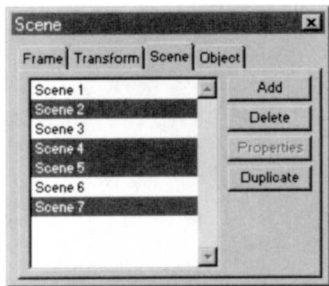 Scene
Frame Transform Scene Object
Scene 1
Scene 2
Scene 3
Scene 4
Scene 5
Scene 6
Scene 7
Add
Delete
Properties
Duplicate